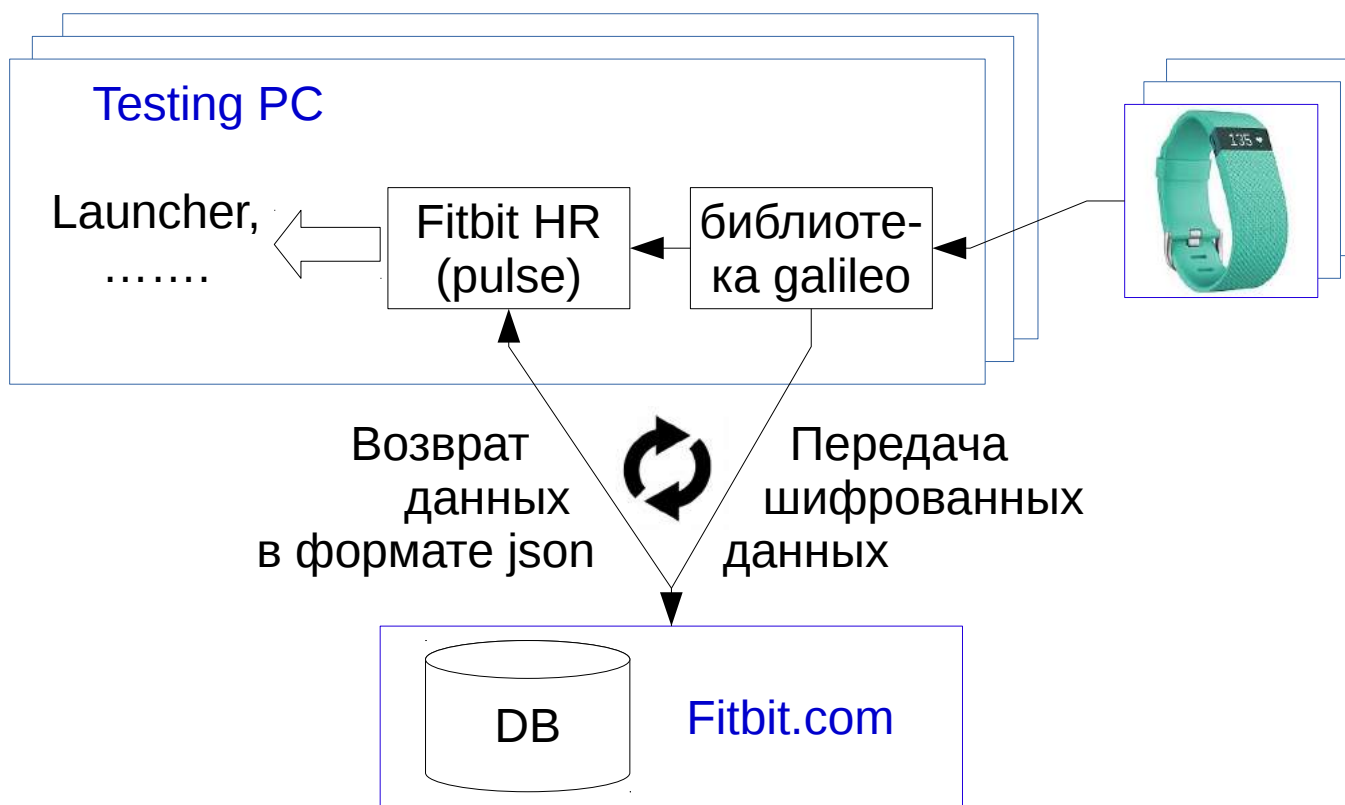 Testing PC
Launcher,
…….
Fitbit HR
(pulse)
библиоте-
ка galileo
135 ♥
Возврат
данных
в формате json
Передача
шифрованных
данных
DB
Fitbit.com